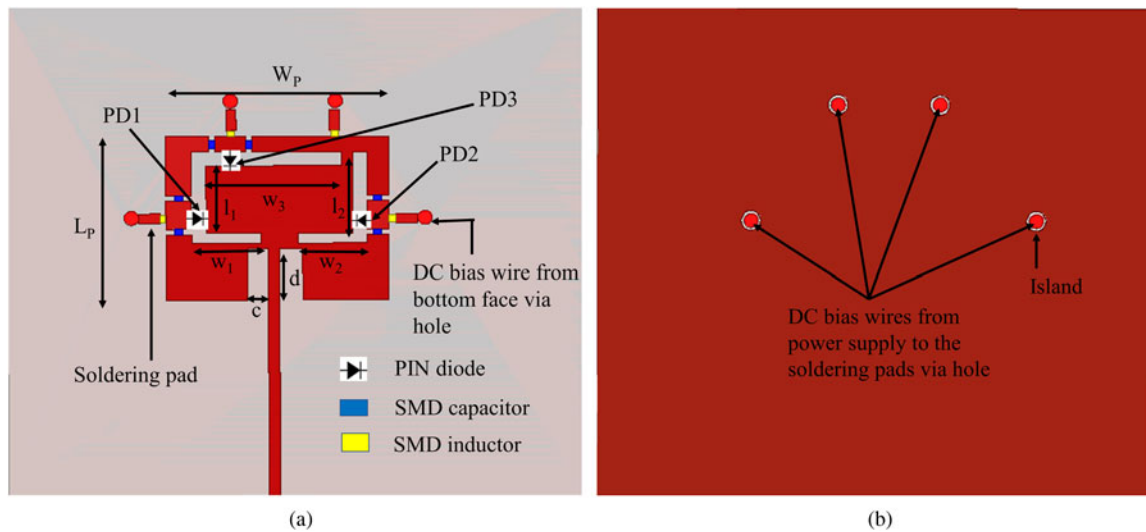 W_P
PD3
PD1
PD2
L_P
w_3
l_1
l_2
w_1
w_2
d
c
Soldering pad
DC bias wire from
bottom face via
hole
PIN diode
SMD capacitor
SMD inductor
(a)
Island
DC bias wires from
power supply to the
soldering pads via hole
(b)